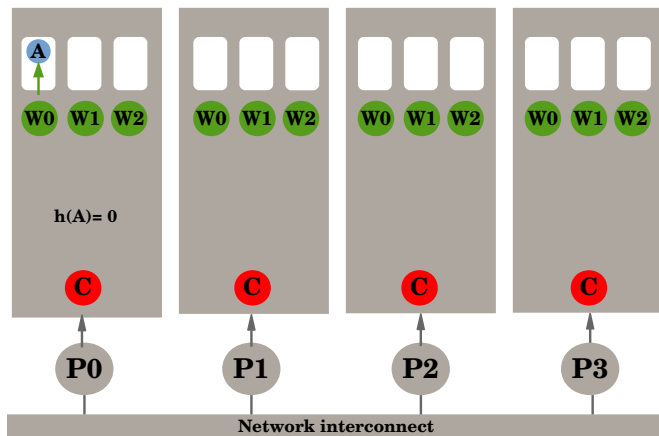 A
W0 W1 W2 W0 W1 W2 W0 W1 W2 W0 W1 W2
h(A)= 0
C C C C
P0 P1 P2 P3
Network interconnect